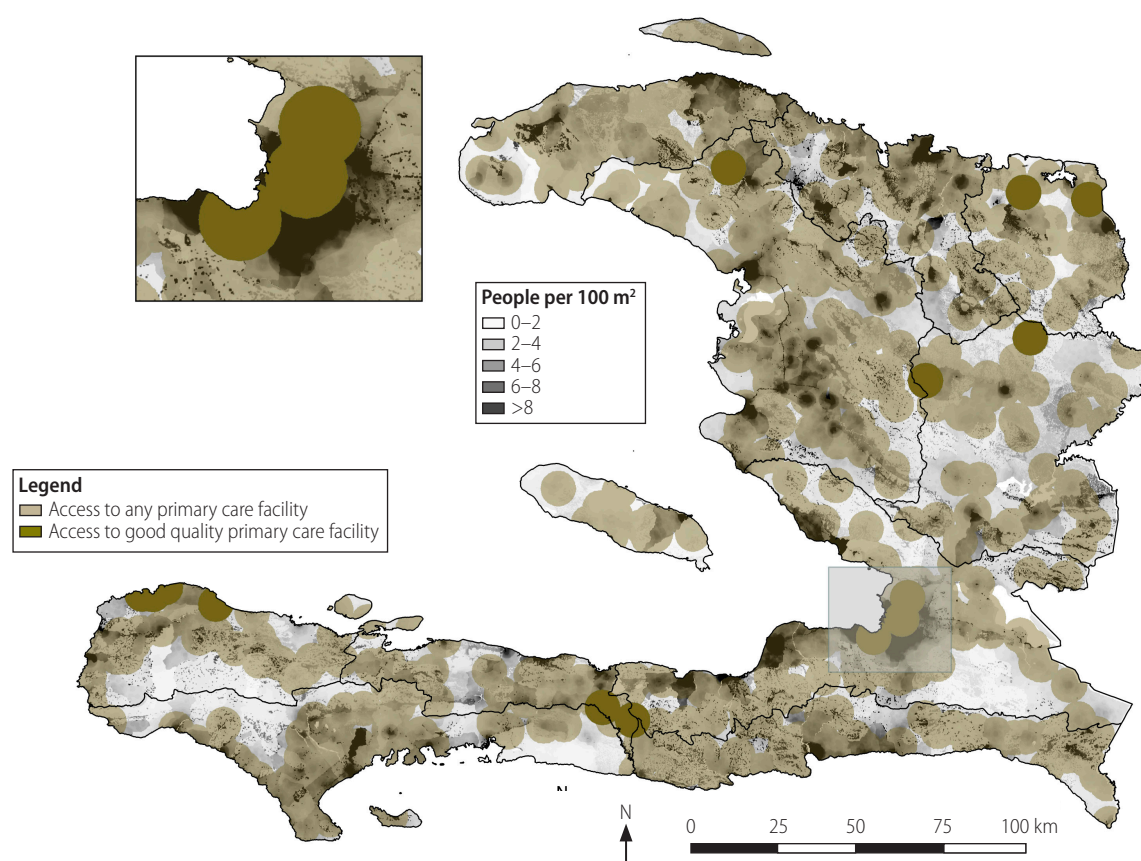 People per 100 m²
0–2
2–4
4–6
6–8
>8
Legend
Access to any primary care facility
Access to good quality primary care facility
N
N
0 25 50 75 100 km